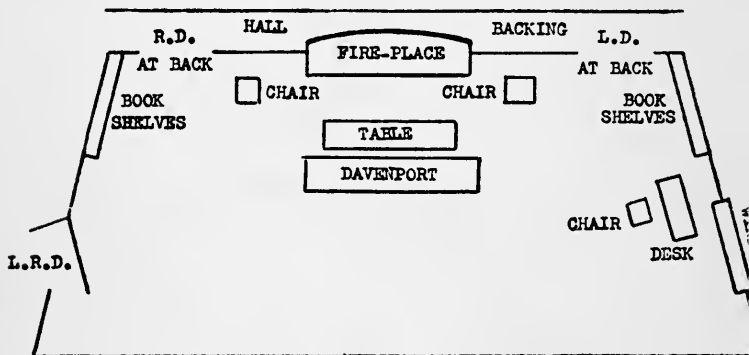 HALL
BACKING
R.D.
AT BACK
FIRE-PLACE
L.D.
AT BACK
CHAIR
CHAIR
BOOK
SHELVES
BOOK
SHELVES
TABLE
DAVENPORT
CHAIR
DESK
L.R.D.